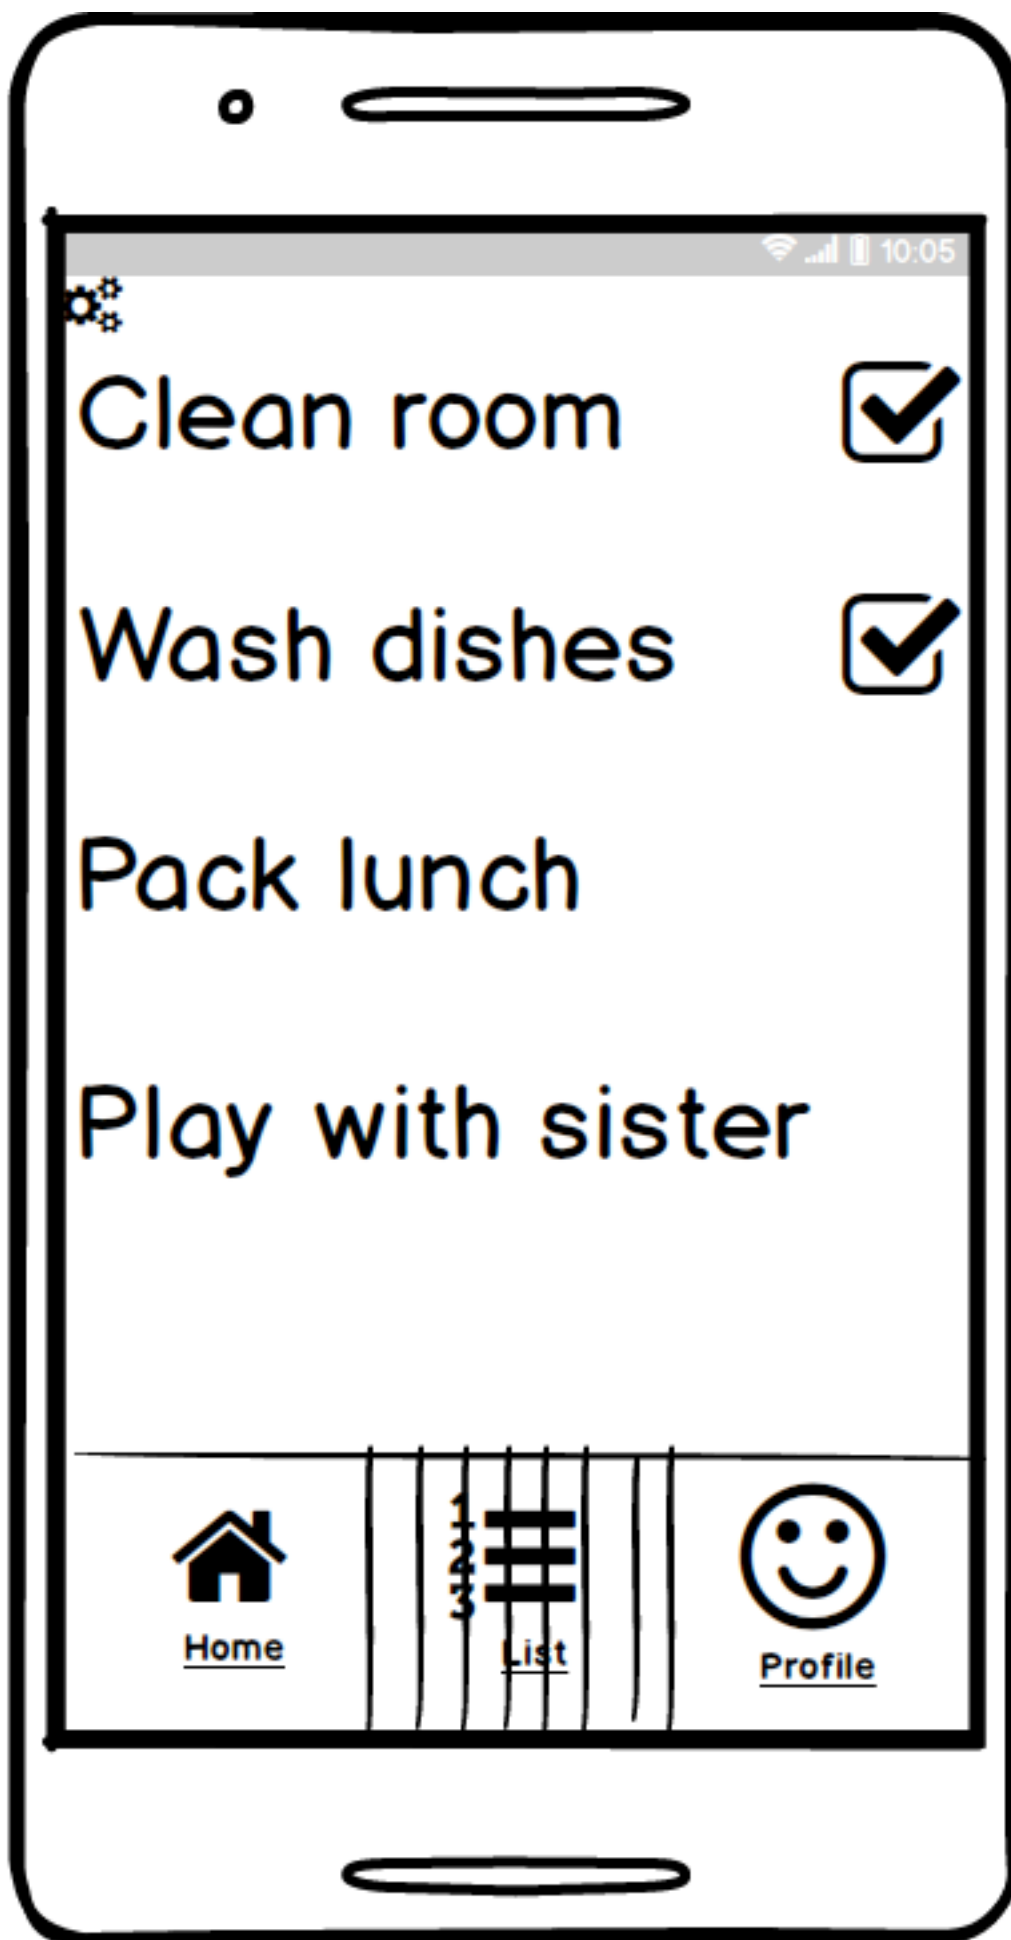 10:05
Clean room
Wash dishes
Pack lunch
Play with sister
1
2
3
Home
List
Profile